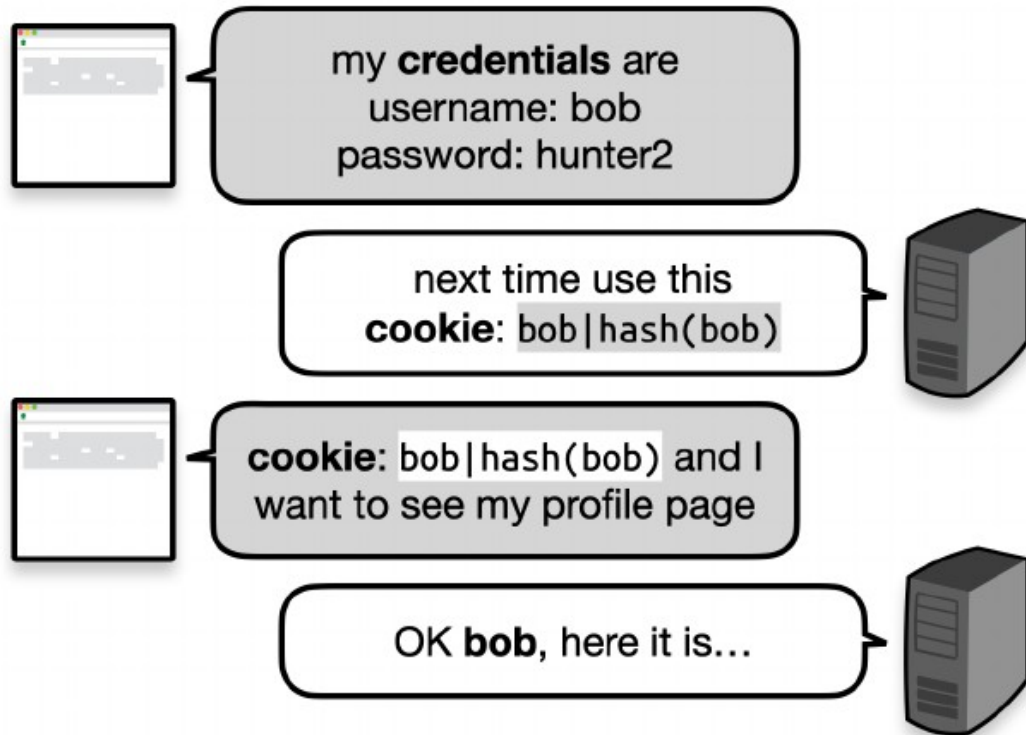 my credentials are
username: bob
password: hunter2
next time use this
cookie: bob|hash(bob)
cookie: bob|hash(bob) and I
want to see my profile page
OK bob, here it is...